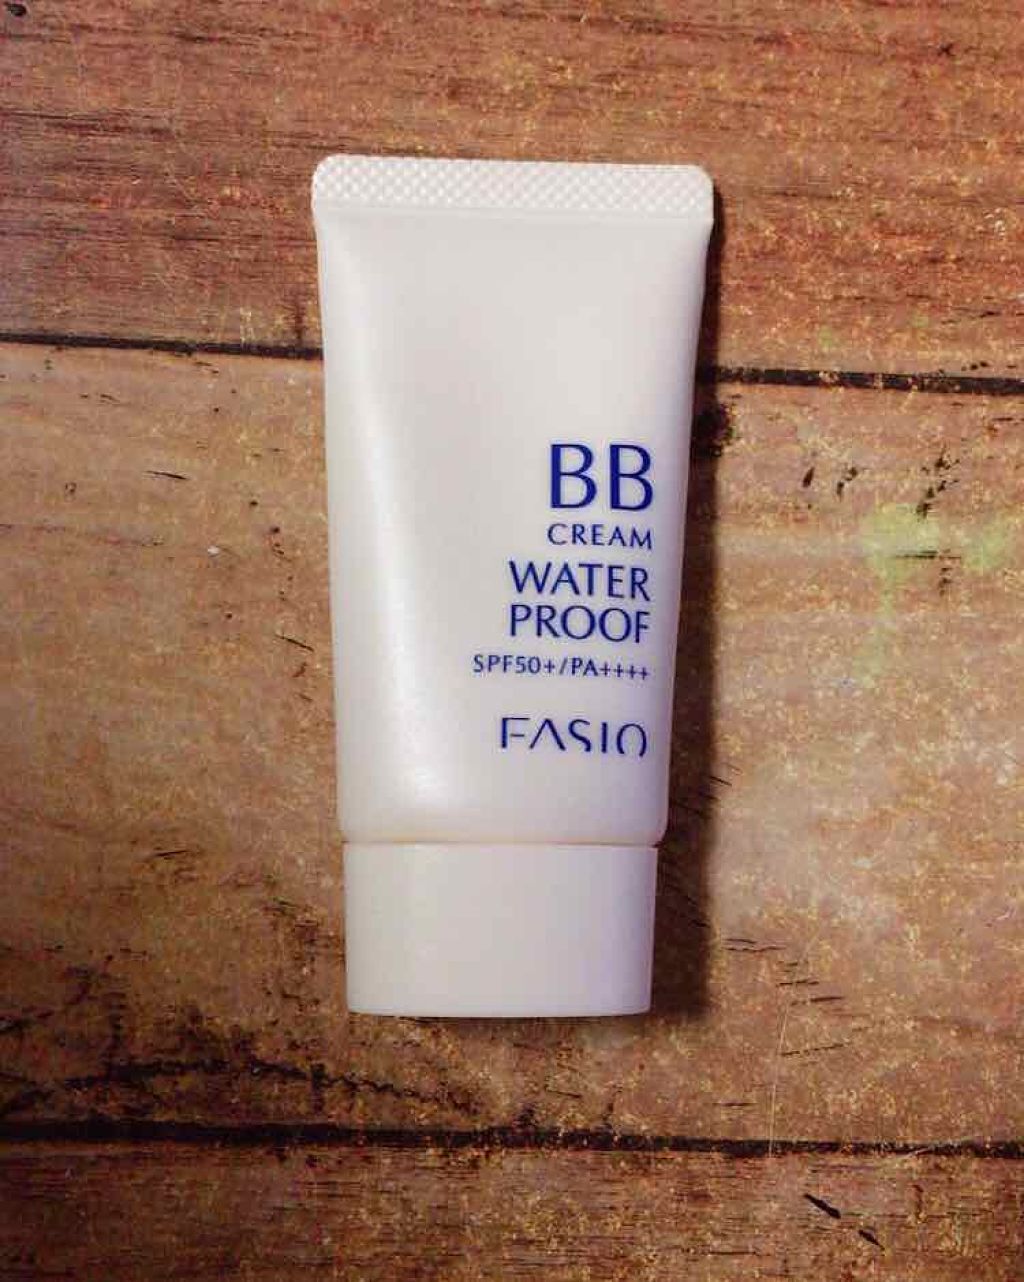 BB
CREAM
WATER
PROOF
SPF50+/PA++++
FASIO